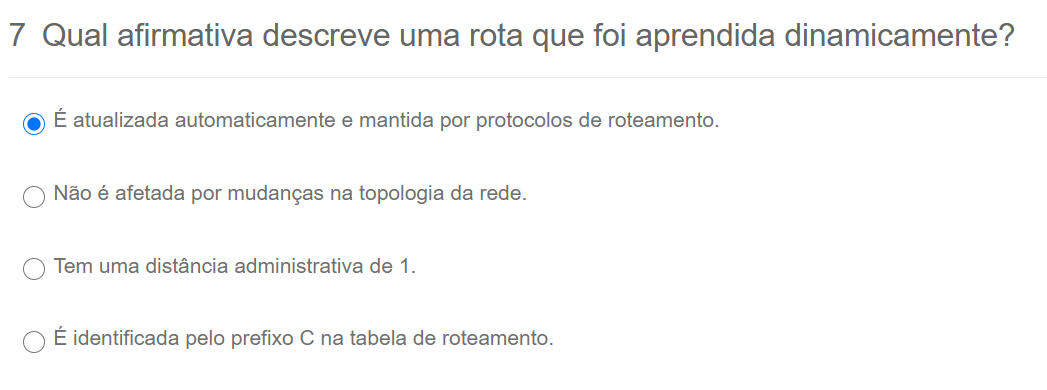 7 Qual afirmativa descreve uma rota que foi aprendida dinamicamente?
É atualizada automaticamente e mantida por protocolos de roteamento.
Não é afetada por mudanças na topologia da rede.
Tem uma distância administrativa de 1.
É identificada pelo prefixo C na tabela de roteamento.